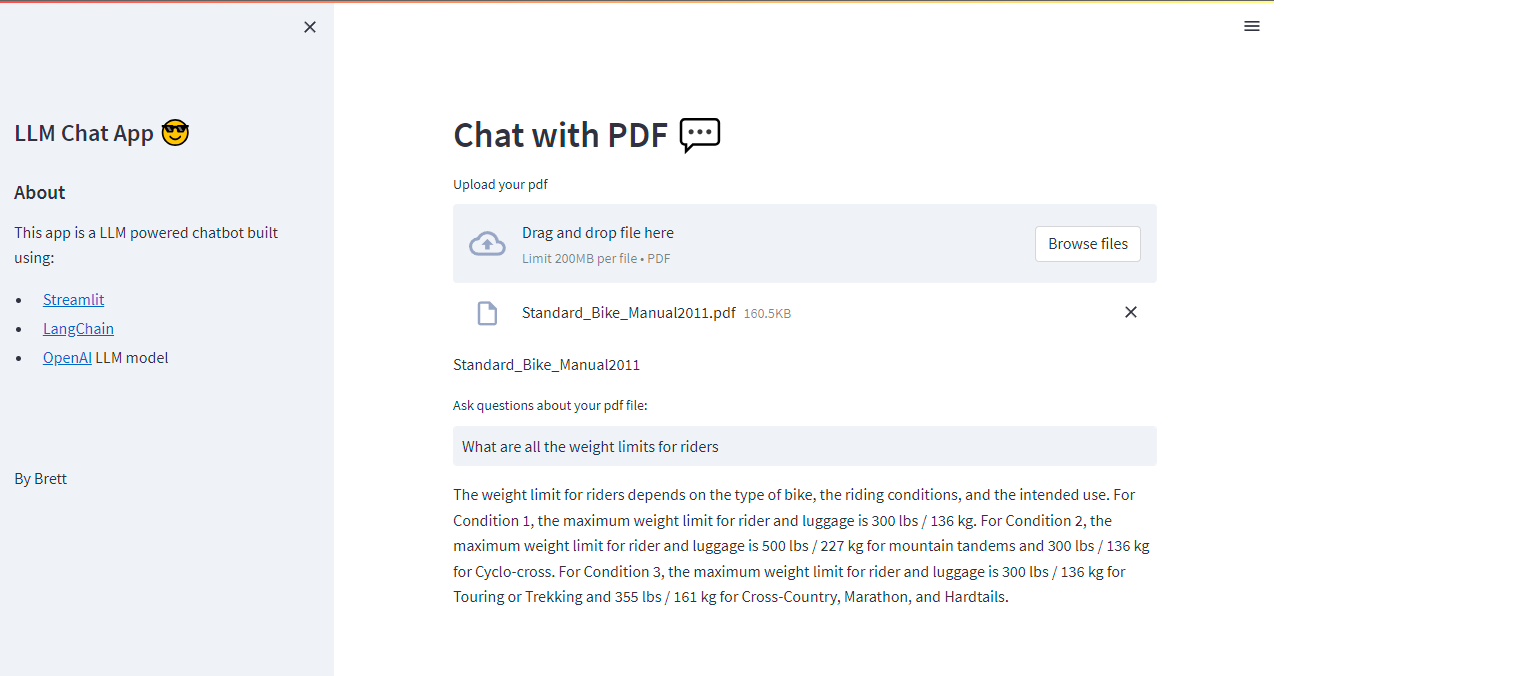 LLM Chat App 😎
About
This app is a LLM powered chatbot built
using:
• Streamlit
• LangChain
• OpenAI LLM model
By Brett
Chat with PDF 💬
Upload your pdf
Drag and drop file here
Limit 200MB per file • PDF
Browse files
Standard_Bike_Manual2011.pdf 160.5KB
Standard_Bike_Manual2011
Ask questions about your pdf file:
What are all the weight limits for riders
The weight limit for riders depends on the type of bike, the riding conditions, and the intended use. For
Condition 1, the maximum weight limit for rider and luggage is 300 lbs / 136 kg. For Condition 2, the
maximum weight limit for rider and luggage is 500 lbs / 227 kg for mountain tandems and 300 lbs / 136 kg
for Cyclo-cross. For Condition 3, the maximum weight limit for rider and luggage is 300 lbs / 136 kg for
Touring or Trekking and 355 lbs / 161 kg for Cross-Country, Marathon, and Hardtails.